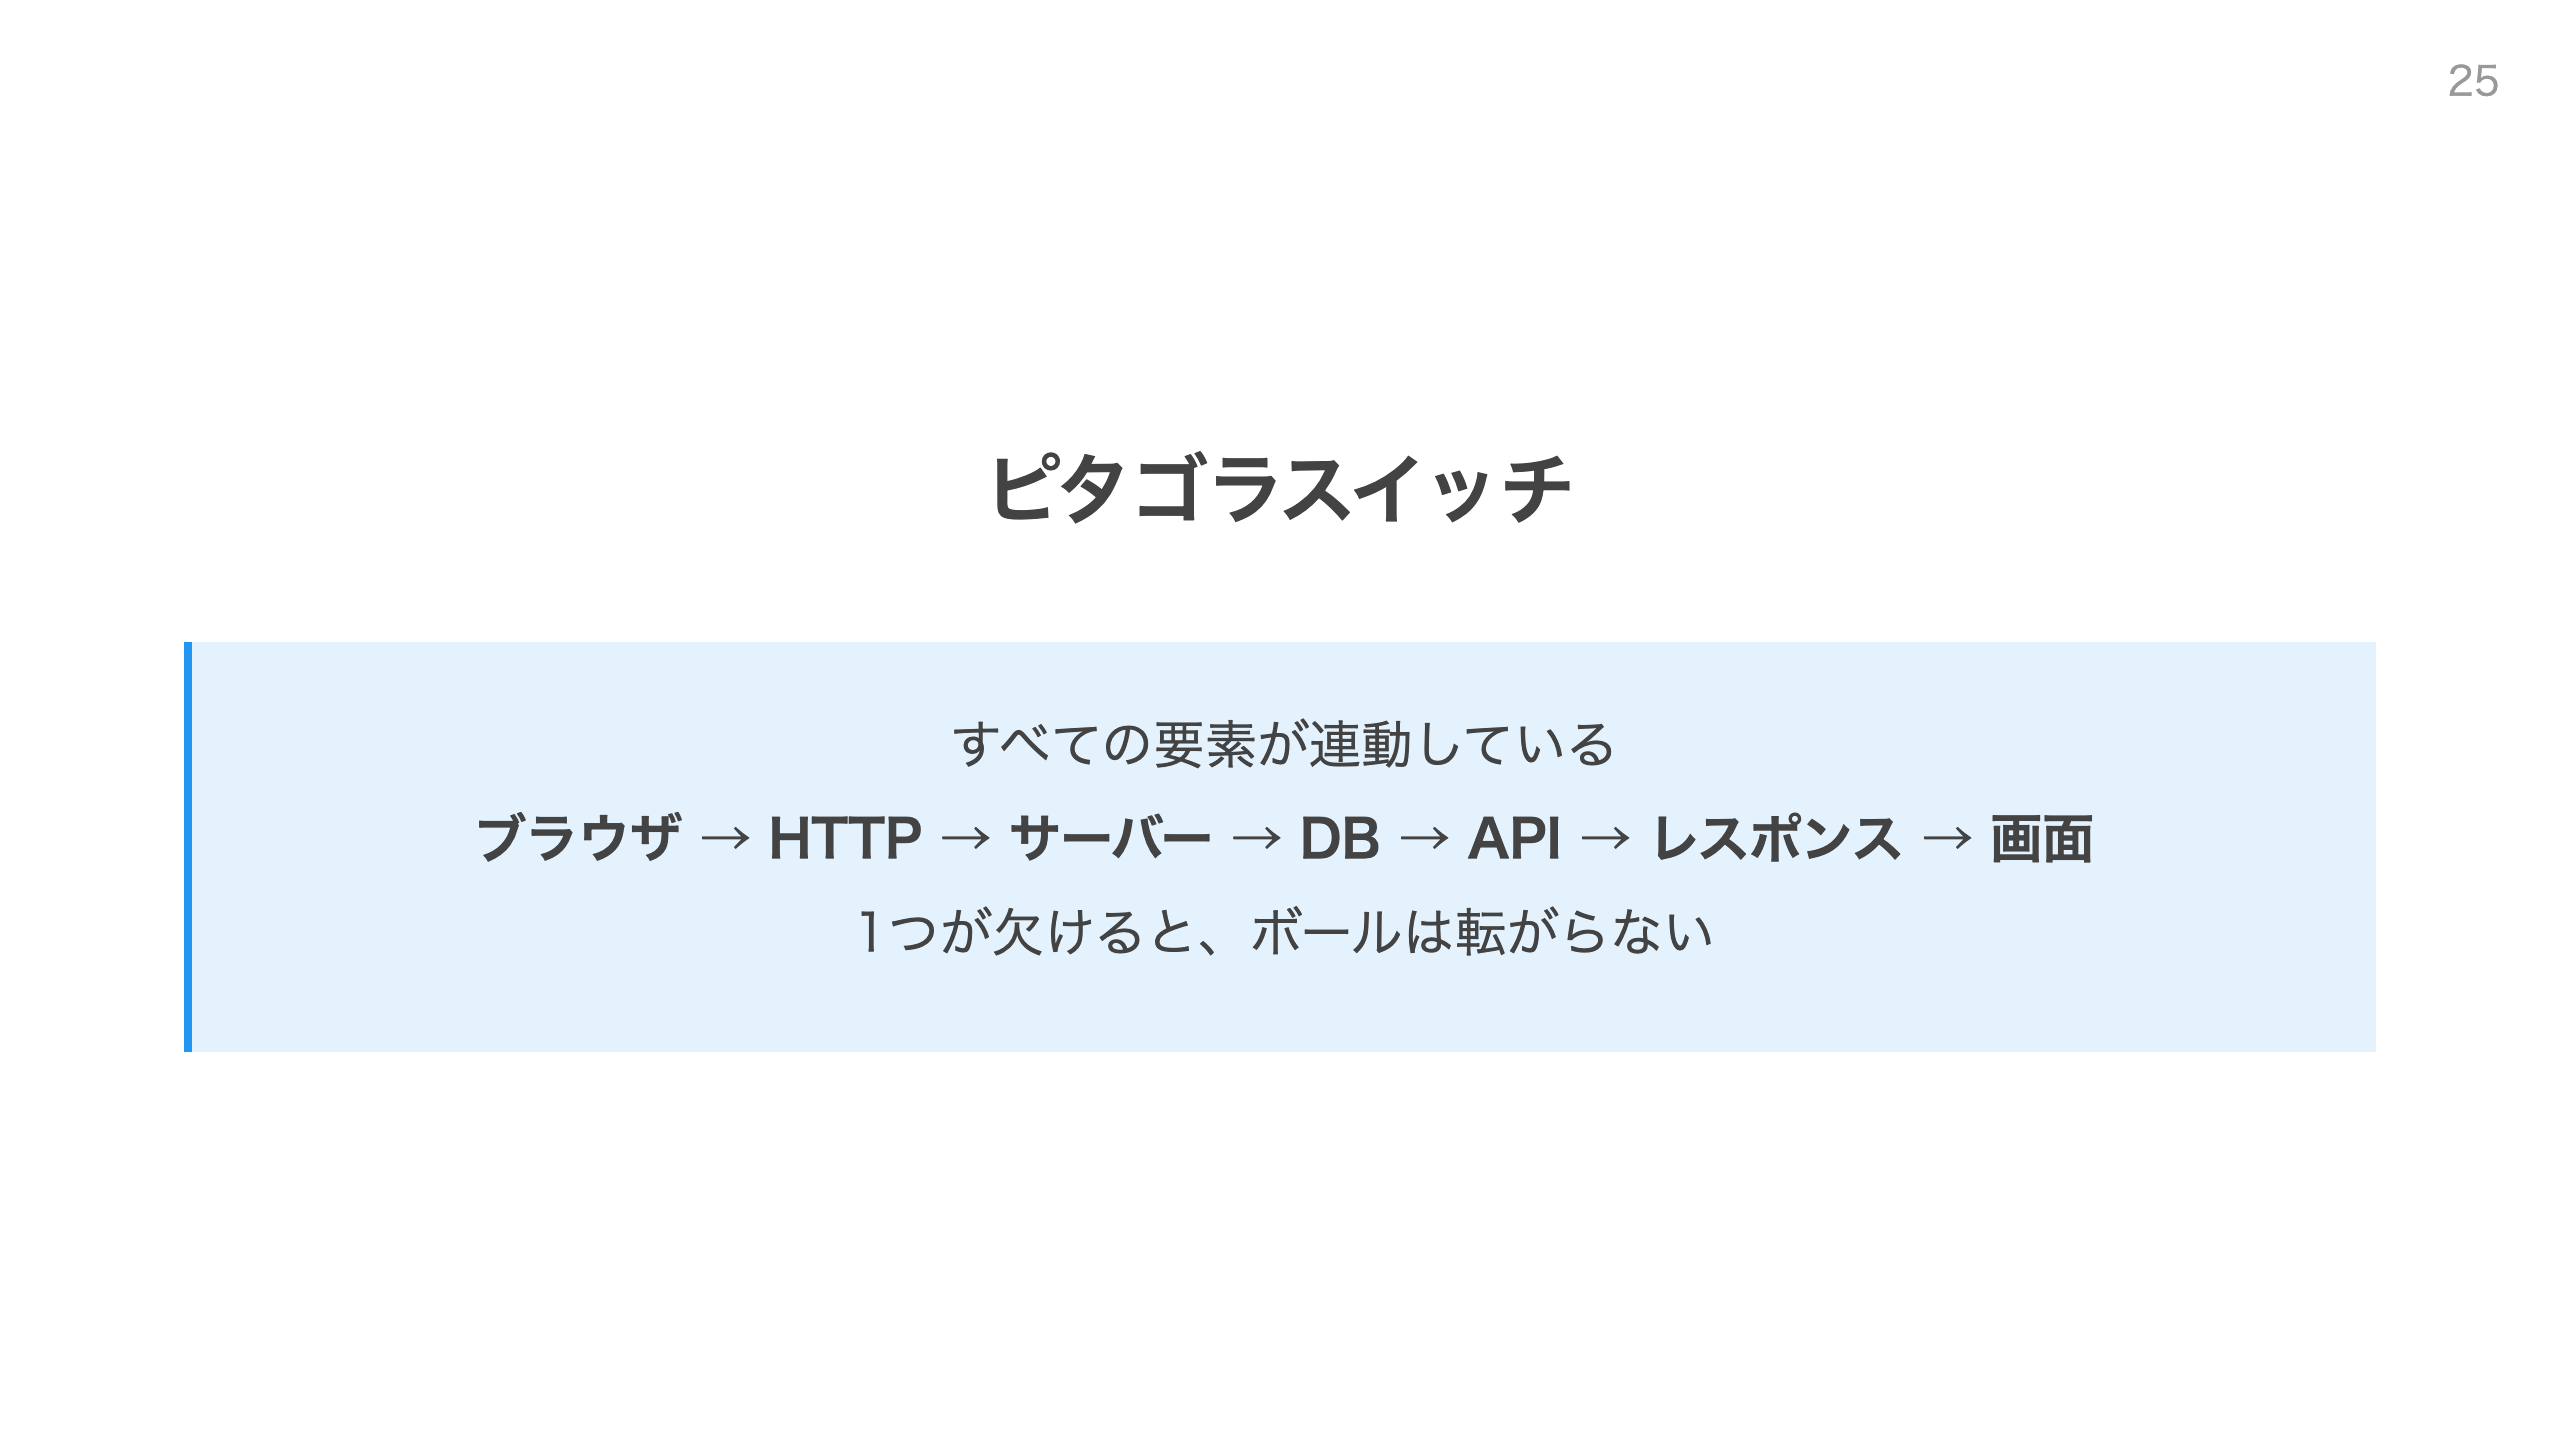 25
ピタゴラスイッチ
すべての要素が連動している
ブラウザ → HTTP → サーバー → DB → API → レスポンス → 画面
1つが欠けると、ボールは転がらない